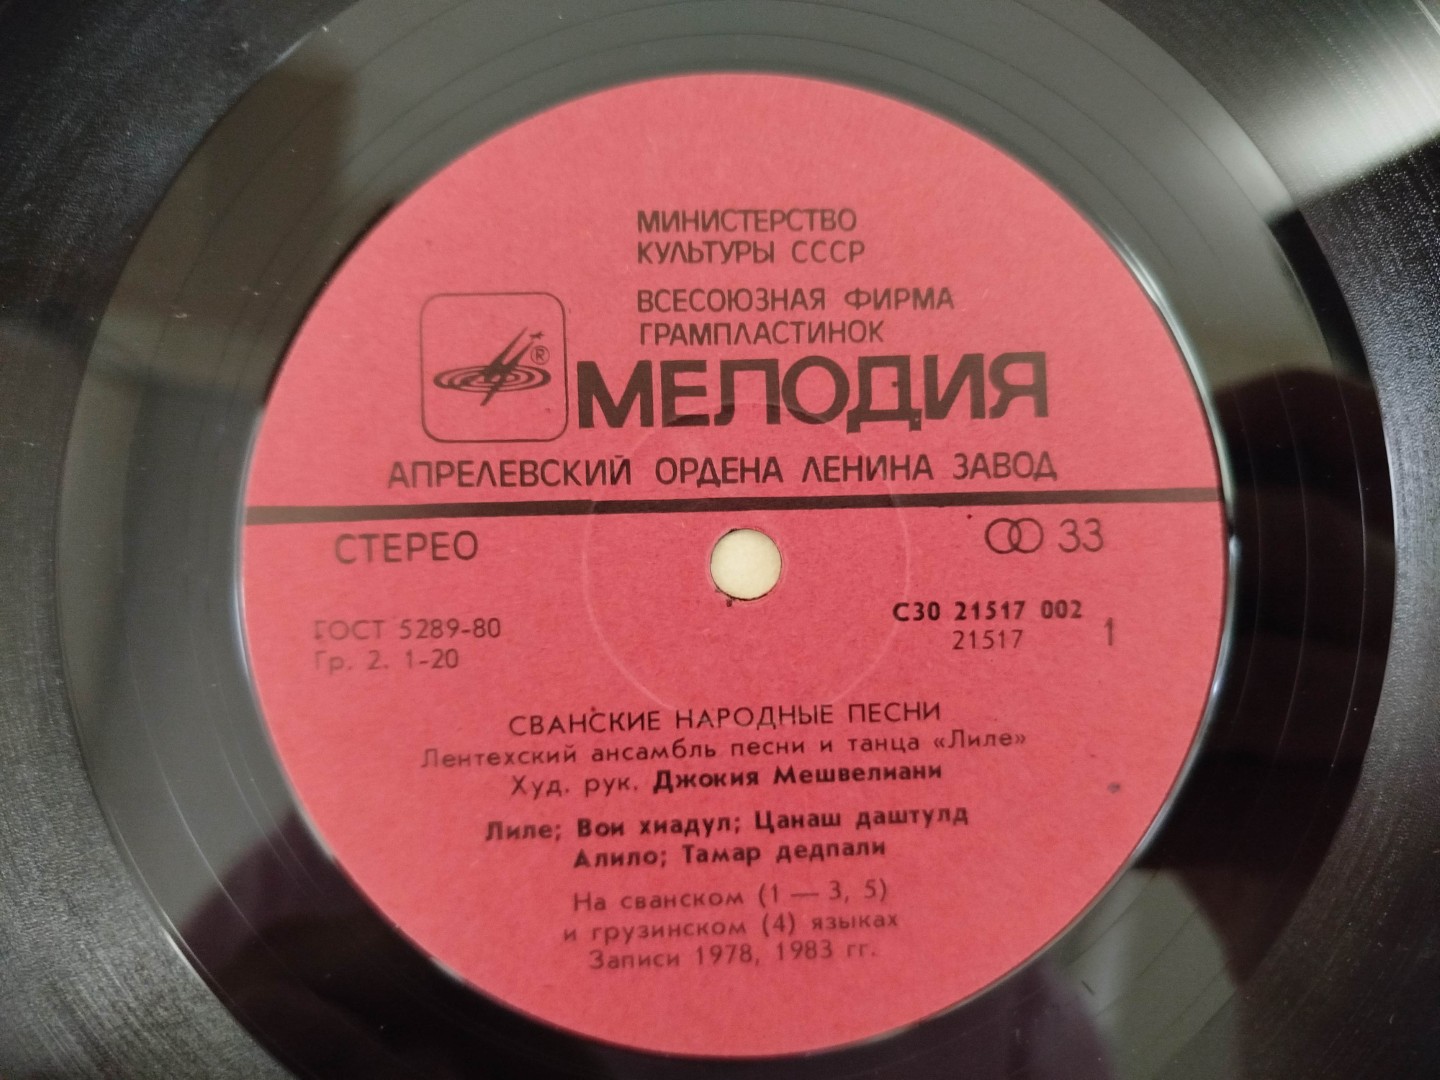 МИНИСТЕРСТВО
КУЛЬТУРЫ СССР
ВСЕСОЮЗНАЯ ФИРМА
ГРАМПЛАСТИНОК
®
МЕЛОДИЯ
АПРЕЛЕВСКИЙ ОРДЕНА ЛЕНИНА ЗАВОД
СТЕРЕО
33
ГОСТ 5289-80
Гр. 2. 1-20
С30 21517 002
21517
1
СВАНСКИЕ НАРОДНЫЕ ПЕСНИ
Лентехский ансамбль песни и танца «Лиле»
Худ. рук. Джокия Мешвелиани
Лиле; Вои хиадул; Цанаш даштулд
Алило; Тамар дедпали
На сванском (1 — 3, 5)
и грузинском (4) языках
Записи 1978, 1983 гг.